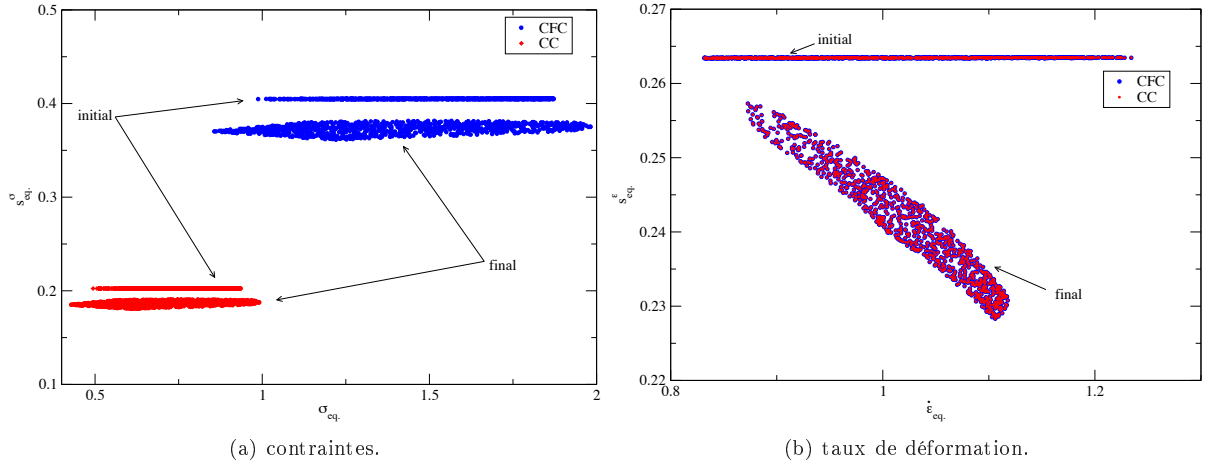 CFC
CC
initial
final
0.5
0.4
0.3
0.2
0.1
0.5
1
1.5
2
s^σ_eq.
σ_eq.
(a) contraintes.
initial
CFC
CC
final
0.27
0.26
0.25
0.24
0.23
0.22
0.8
1
1.2
s^ε_eq.
ε̇_eq.
(b) taux de déformation.